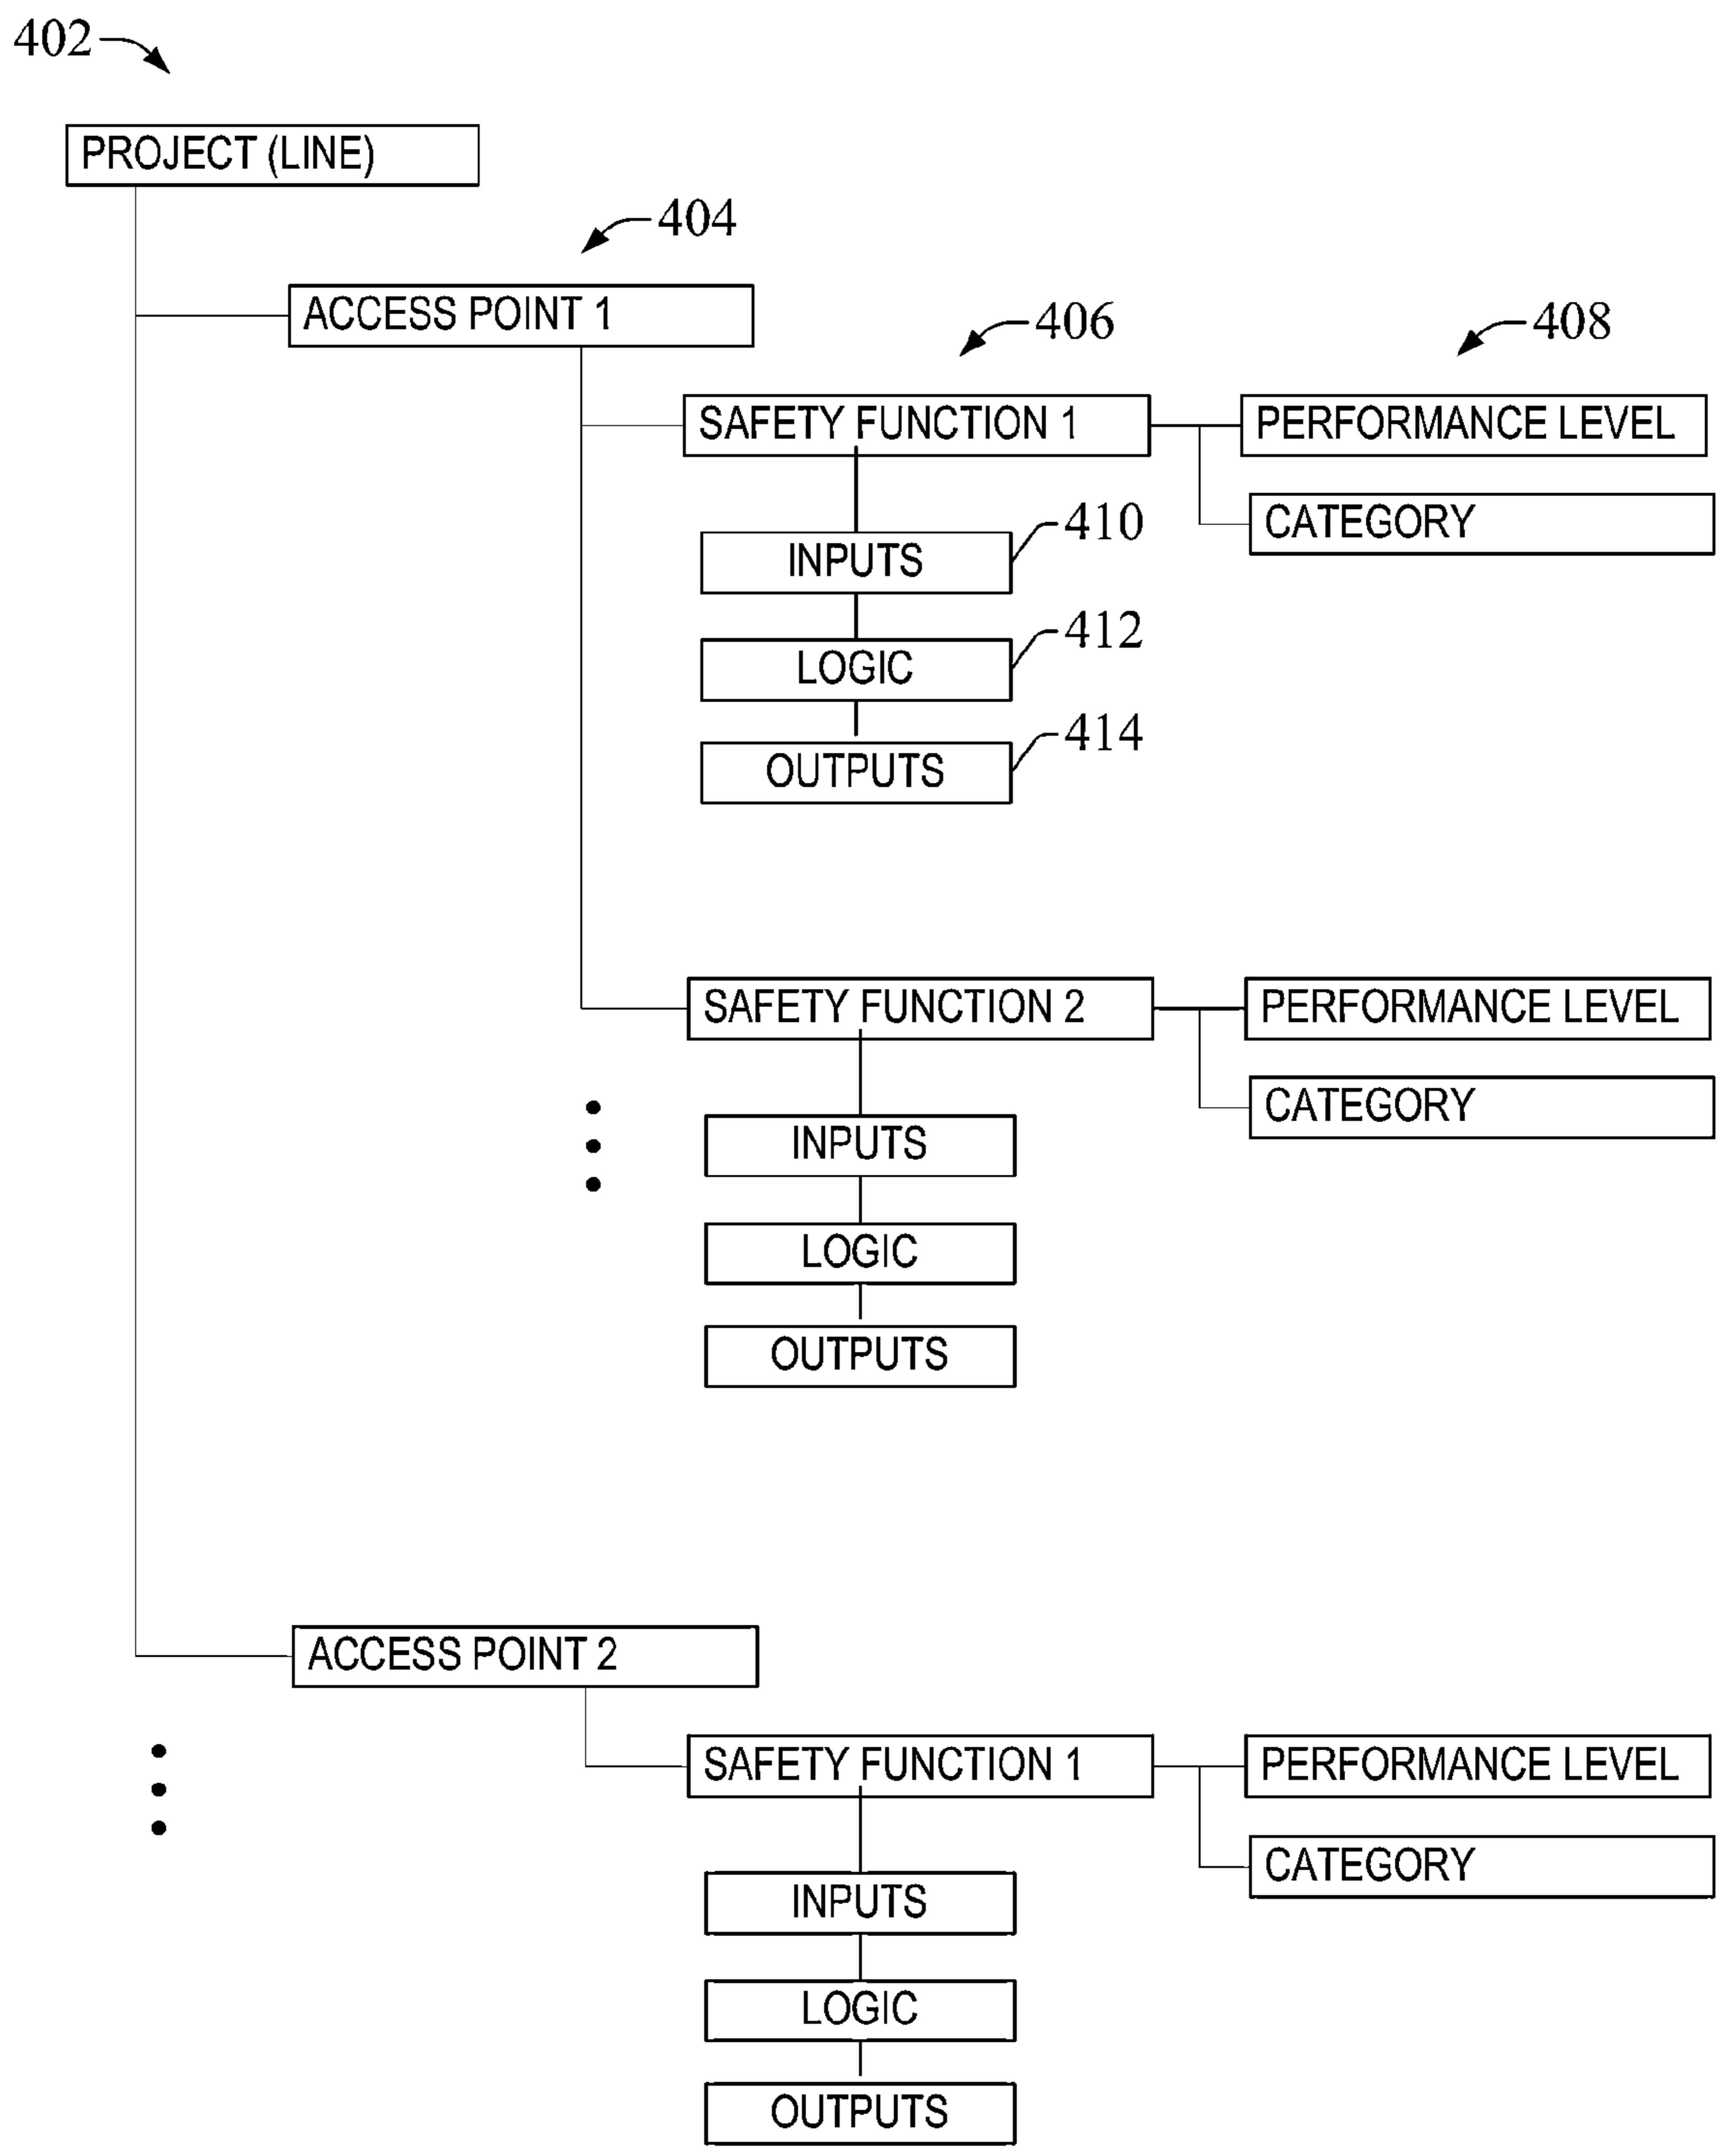 402
PROJECT (LINE)
404
ACCESS POINT 1
406
408
SAFETY FUNCTION 1
PERFORMANCE LEVEL
410
CATEGORY
INPUTS
412
LOGIC
414
OUTPUTS
SAFETY FUNCTION 2
PERFORMANCE LEVEL
CATEGORY
INPUTS
LOGIC
OUTPUTS
ACCESS POINT 2
SAFETY FUNCTION 1
PERFORMANCE LEVEL
CATEGORY
INPUTS
LOGIC
OUTPUTS